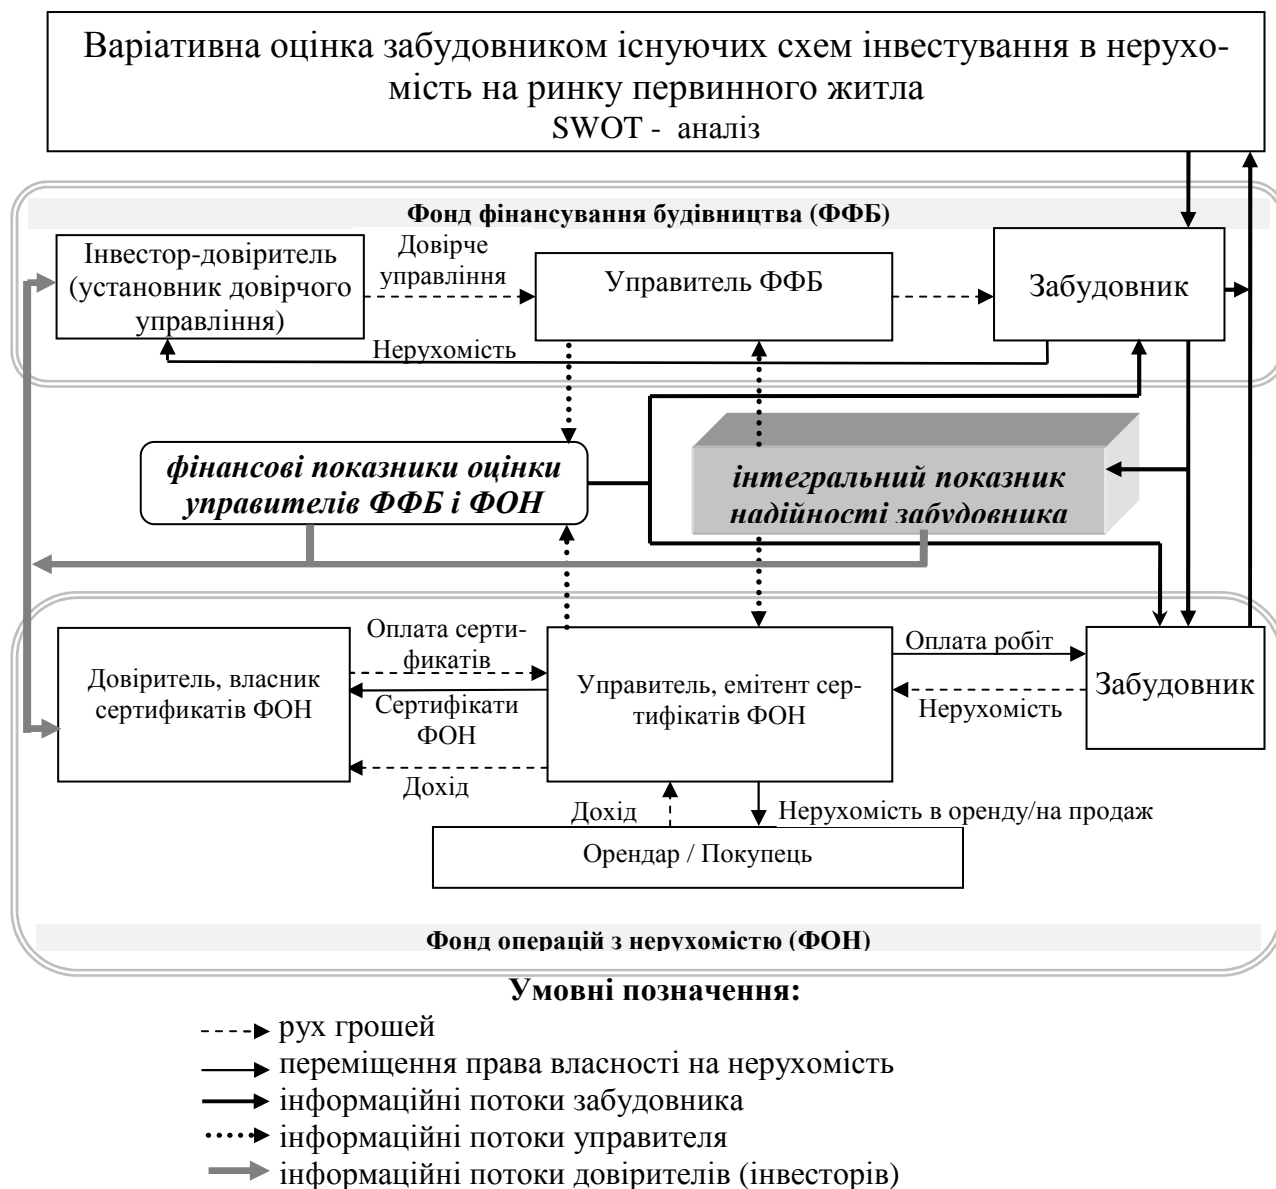 Варіативна оцінка забудовником існуючих схем інвестування в нерухо-
мість на ринку первинного житла
SWOT - аналіз
Фонд фінансування будівництва (ФФБ)
Інвестор-довіритель
(установник довірчого
управління)
Довірче
управління
Управитель ФФБ
Забудовник
Нерухомість
фінансові показники оцінки
управителів ФФБ і ФОН
інтегральний показник
надійності забудовника
Довіритель, власник
сертификатів ФОН
Оплата серти-
фикатів
Сертифікати
ФОН
Дохід
Управитель, емітент сер-
тифікатів ФОН
Оплата робіт
Нерухомість
Забудовник
Дохід
Нерухомість в оренду/на продаж
Орендар / Покупець
Фонд операцій з нерухомістю (ФОН)
Умовні позначення:
рух грошей
переміщення права власності на нерухомість
інформаційні потоки забудовника
інформаційні потоки управителя
інформаційні потоки довірителів (інвесторів)